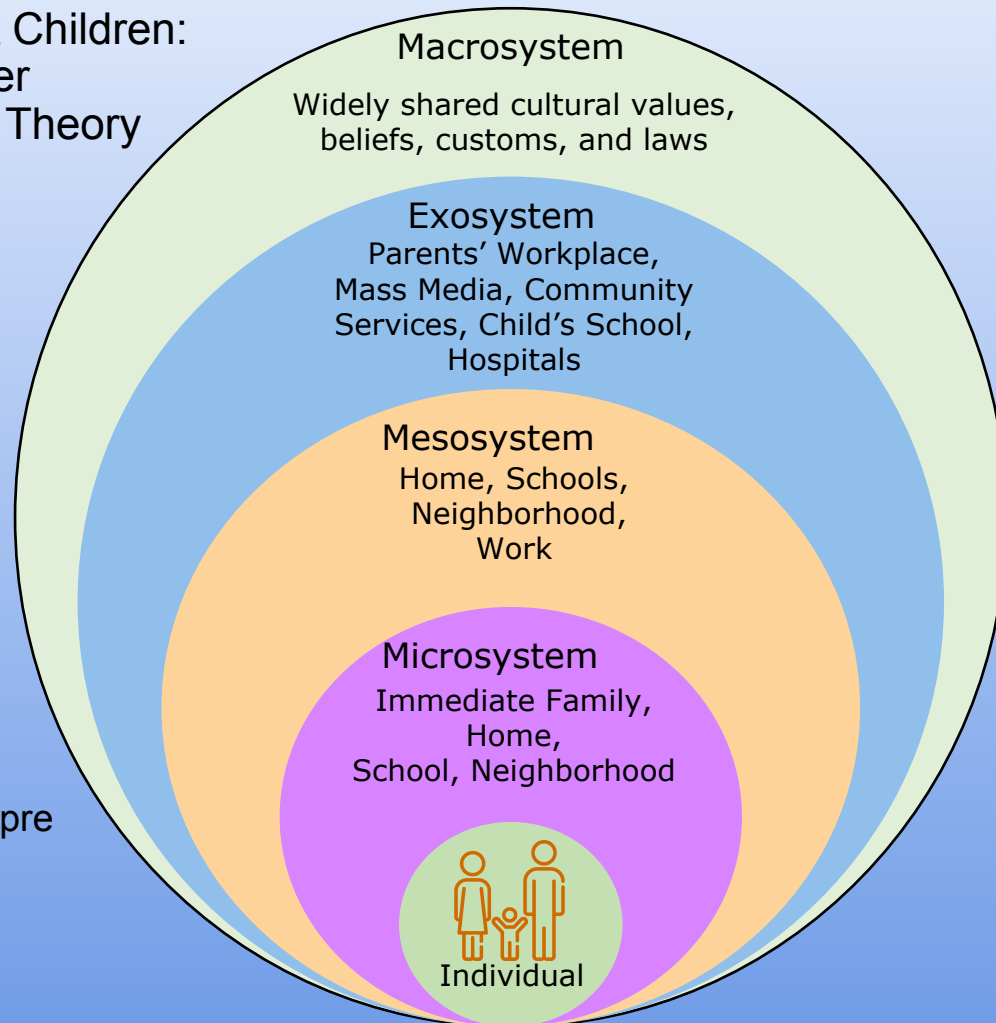 Children:
er
Theory
Macrosystem
Widely shared cultural values,
beliefs, customs, and laws
Exosystem
Parents’ Workplace,
Mass Media, Community
Services, Child’s School,
Hospitals
Mesosystem
Home, Schools,
Neighborhood,
Work
Microsystem
Immediate Family,
Home,
School, Neighborhood
pre
Individual